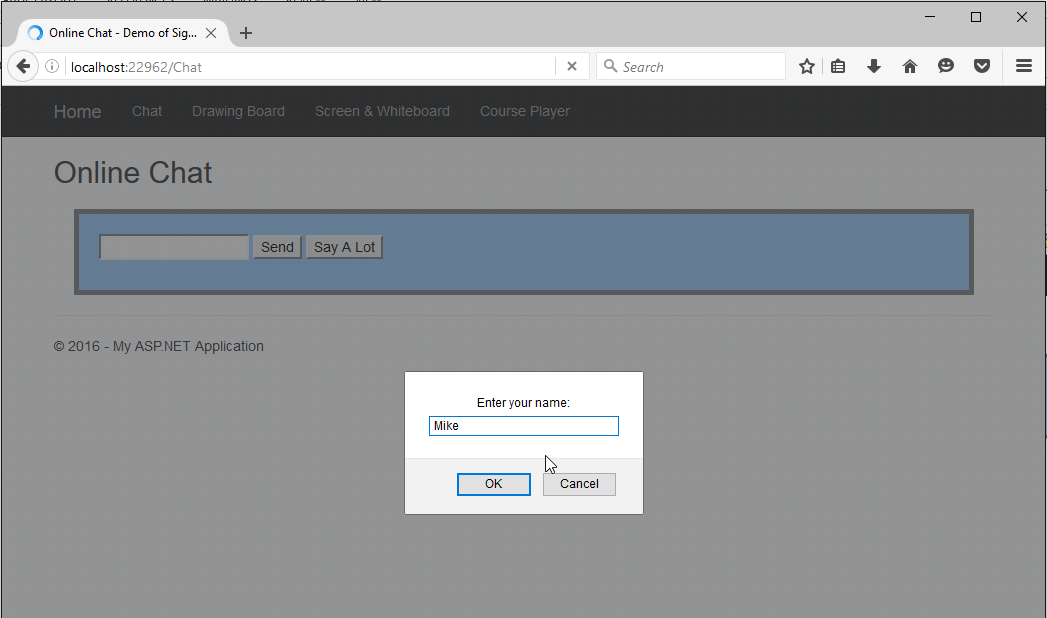 Online Chat - Demo of Sig...
localhost:22962/Chat
Search
Home Chat Drawing Board Screen & Whiteboard Course Player
Online Chat
Send Say A Lot
© 2016 - My ASP.NET Application
Enter your name:
Mike
OK Cancel